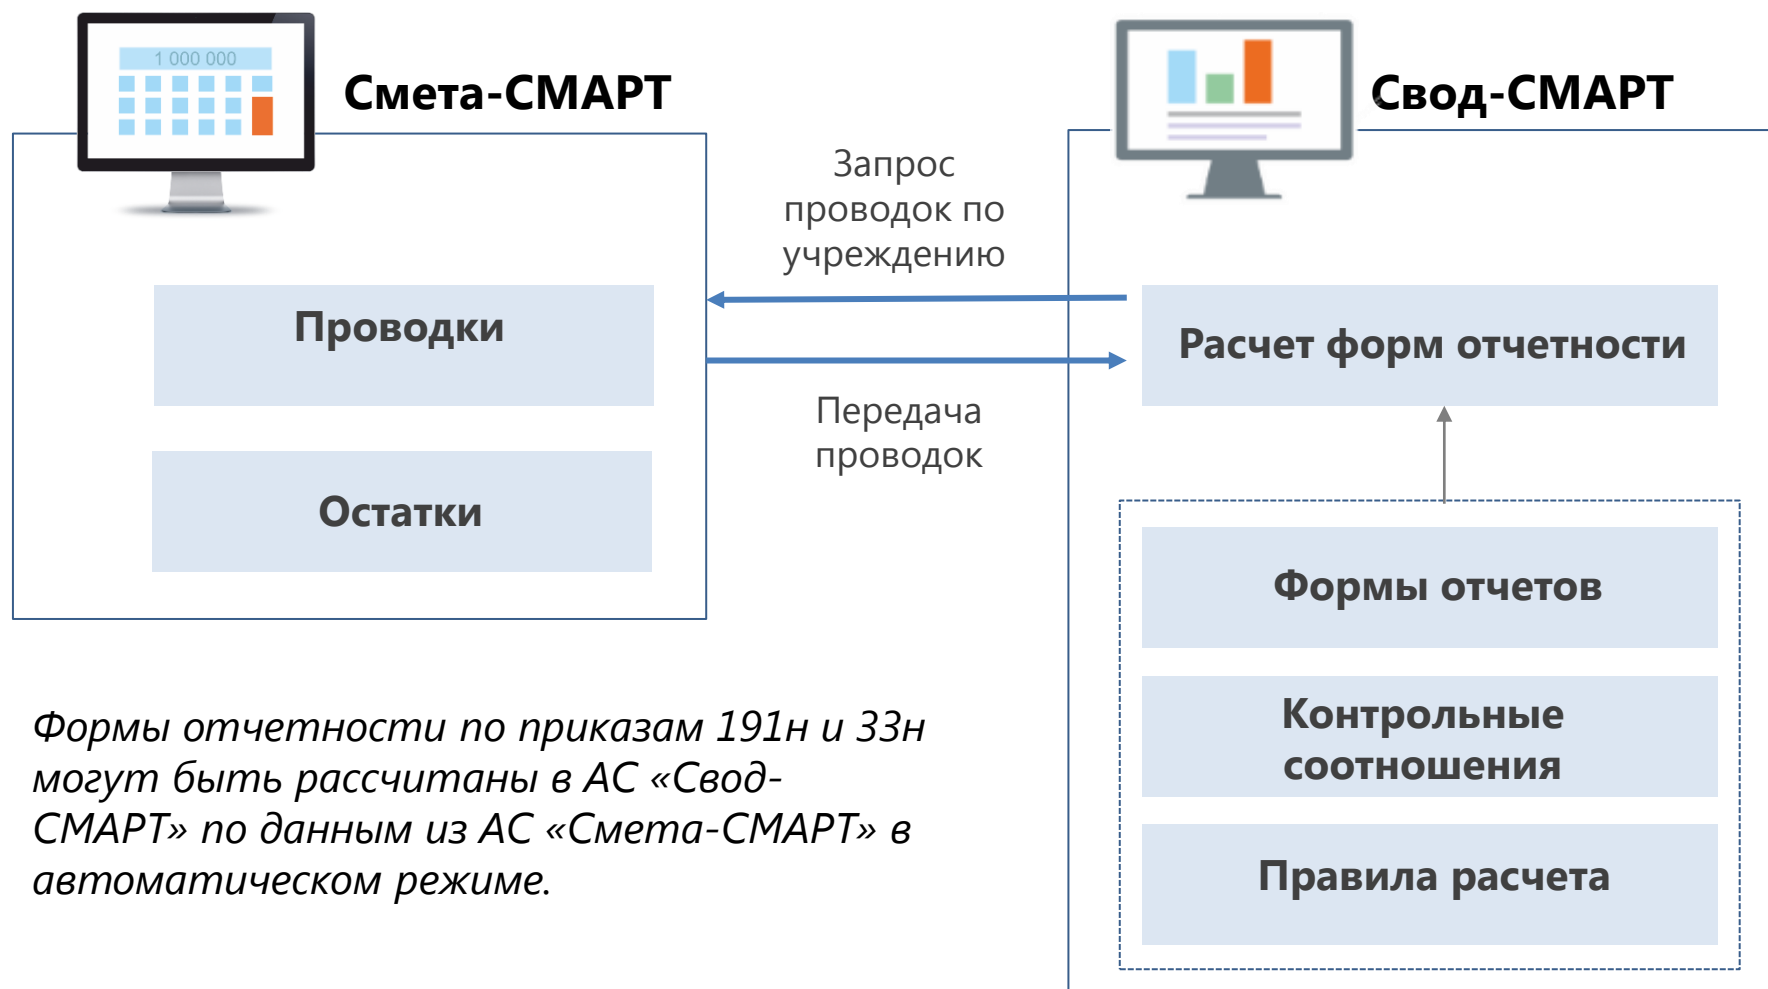 1 000 000
Смета-СМАРТ
Свод-СМАРТ
Запрос
проводок по
учреждению
Проводки
Расчет форм отчетности
Передача
проводок
Остатки
Формы отчетов
Контрольные
соотношения
Правила расчета
Формы отчетности по приказам 191н и 33н
могут быть рассчитаны в АС «Свод-
СМАРТ» по данным из АС «Смета-СМАРТ» в
автоматическом режиме.